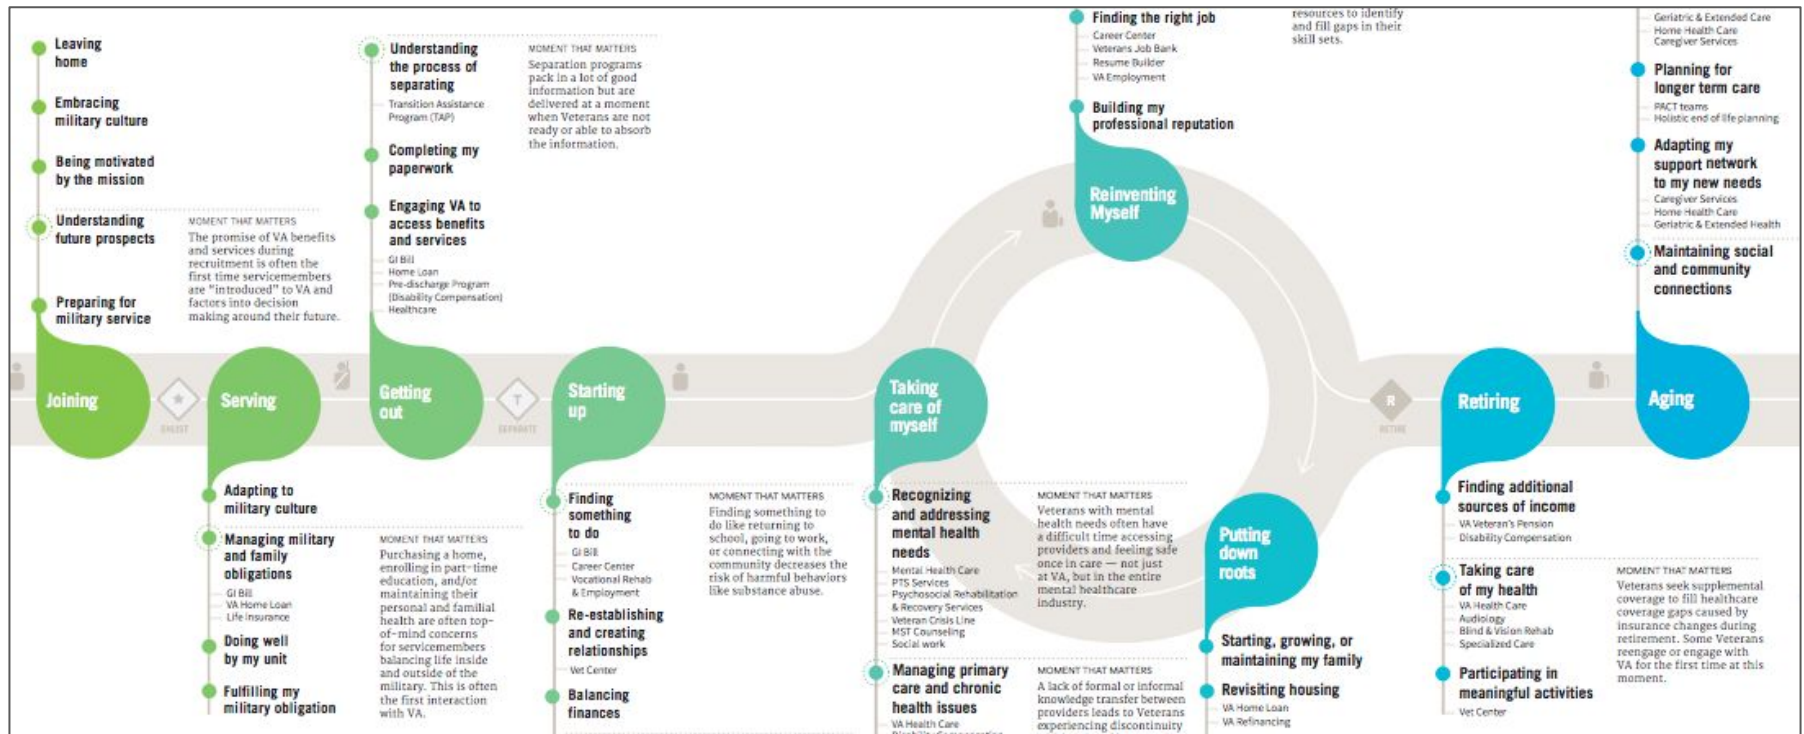 Leaving
home
Embracing
military culture
Being motivated
by the mission
Understanding
future prospects
MOMENT THAT MATTERS
The promise of VA benefits
and services during
recruitment is often the
first time servicemembers
are "introduced" to VA and
factors into decision
making around their future.
Preparing for
military service
Joining
ENLIST
Serving
Adapting to
military culture
Managing military
and family
obligations
GI Bill
VA Home Loan
Life Insurance
MOMENT THAT MATTERS
Purchasing a home,
enrolling in part-time
education, and/or
maintaining their
personal and familial
health are often top-
of-mind concerns
for servicemembers
balancing life inside
and outside of the
military. This is often
the first interaction
with VA.
Doing well
by my unit
Fulfilling my
military obligation
Understanding
the process of
separating
Transition Assistance
Program (TAP)
MOMENT THAT MATTERS
Separation programs
pack in a lot of good
information but are
delivered at a moment
when Veterans are not
ready or able to absorb
the information.
Completing my
paperwork
Engaging VA to
access benefits
and services
GI Bill
Home Loan
Pre-discharge Program
(Disability Compensation)
Healthcare
Getting
out
T
SEPARATE
Starting
up
Finding
something
to do
GI Bill
Career Center
Vocational Rehab
& Employment
MOMENT THAT MATTERS
Finding something to
do like returning to
school, going to work,
or connecting with the
community decreases the
risk of harmful behaviors
like substance abuse.
Re-establishing
and creating
relationships
Vet Center
Balancing
finances
Taking
care of
myself
Recognizing
and addressing
mental health
needs
Mental Health Care
PTS Services
Psychosocial Rehabilitation
& Recovery Services
Veteran Crisis Line
MST Counseling
Social work
MOMENT THAT MATTERS
Veterans with mental
health needs often have
a difficult time accessing
providers and feeling safe
once in care — not just
at VA, but in the entire
mental healthcare
industry.
Managing primary
care and chronic
health issues
VA Health Care
Disability Compensation
MOMENT THAT MATTERS
A lack of formal or informal
knowledge transfer between
providers leads to Veterans
experiencing discontinuity
Finding the right job
Career Center
Veterans Job Bank
Resume Builder
VA Employment
resources to identify
and fill gaps in their
skill sets.
Building my
professional reputation
Reinventing
Myself
Putting
down
roots
Starting, growing, or
maintaining my family
Revisiting housing
VA Home Loan
VA Refinancing
R
RETIRE
Retiring
Finding additional
sources of income
VA Veteran's Pension
Disability Compensation
Taking care
of my health
VA Health Care
Audiology
Blind & Vision Rehab
Specialized Care
MOMENT THAT MATTERS
Veterans seek supplemental
coverage to fill healthcare
coverage gaps caused by
insurance changes during
retirement. Some Veterans
reengage or engage with
VA for the first time at this
moment.
Participating in
meaningful activities
Vet Center
Geriatric & Extended Care
Home Health Care
Caregiver Services
Planning for
longer term care
PACT teams
Holistic end of life planning
Adapting my
support network
to my new needs
Caregiver Services
Home Health Care
Geriatric & Extended Health
Maintaining social
and community
connections
Aging